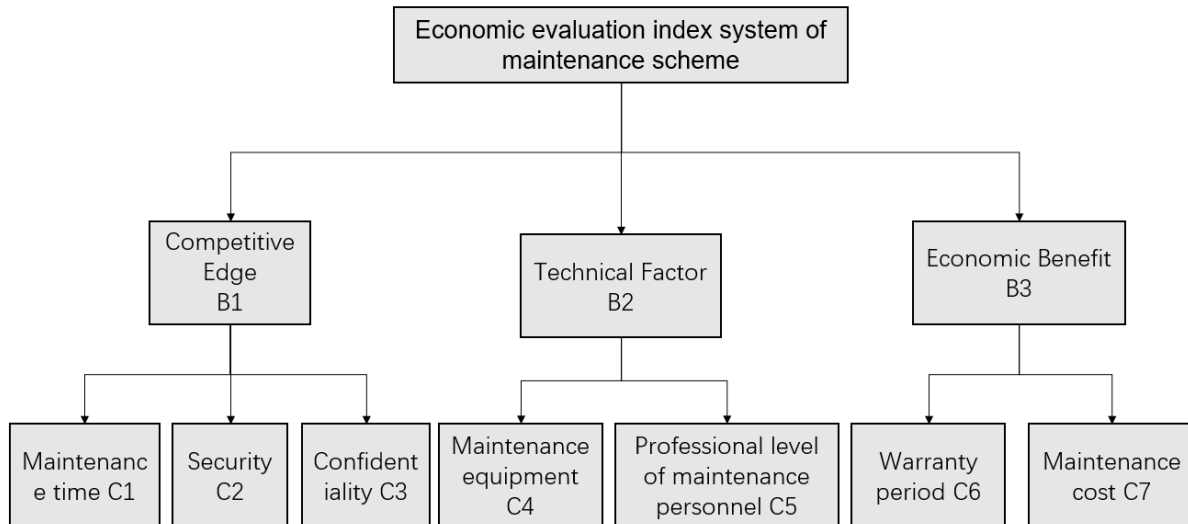 Economic evaluation index system of
maintenance scheme
Competitive
Edge
B1
Technical Factor
B2
Economic Benefit
B3
Maintenanc
e time C1
Security
C2
Confident
iality C3
Maintenance
equipment
C4
Professional level
of maintenance
personnel C5
Warranty
period C6
Maintenance
cost C7